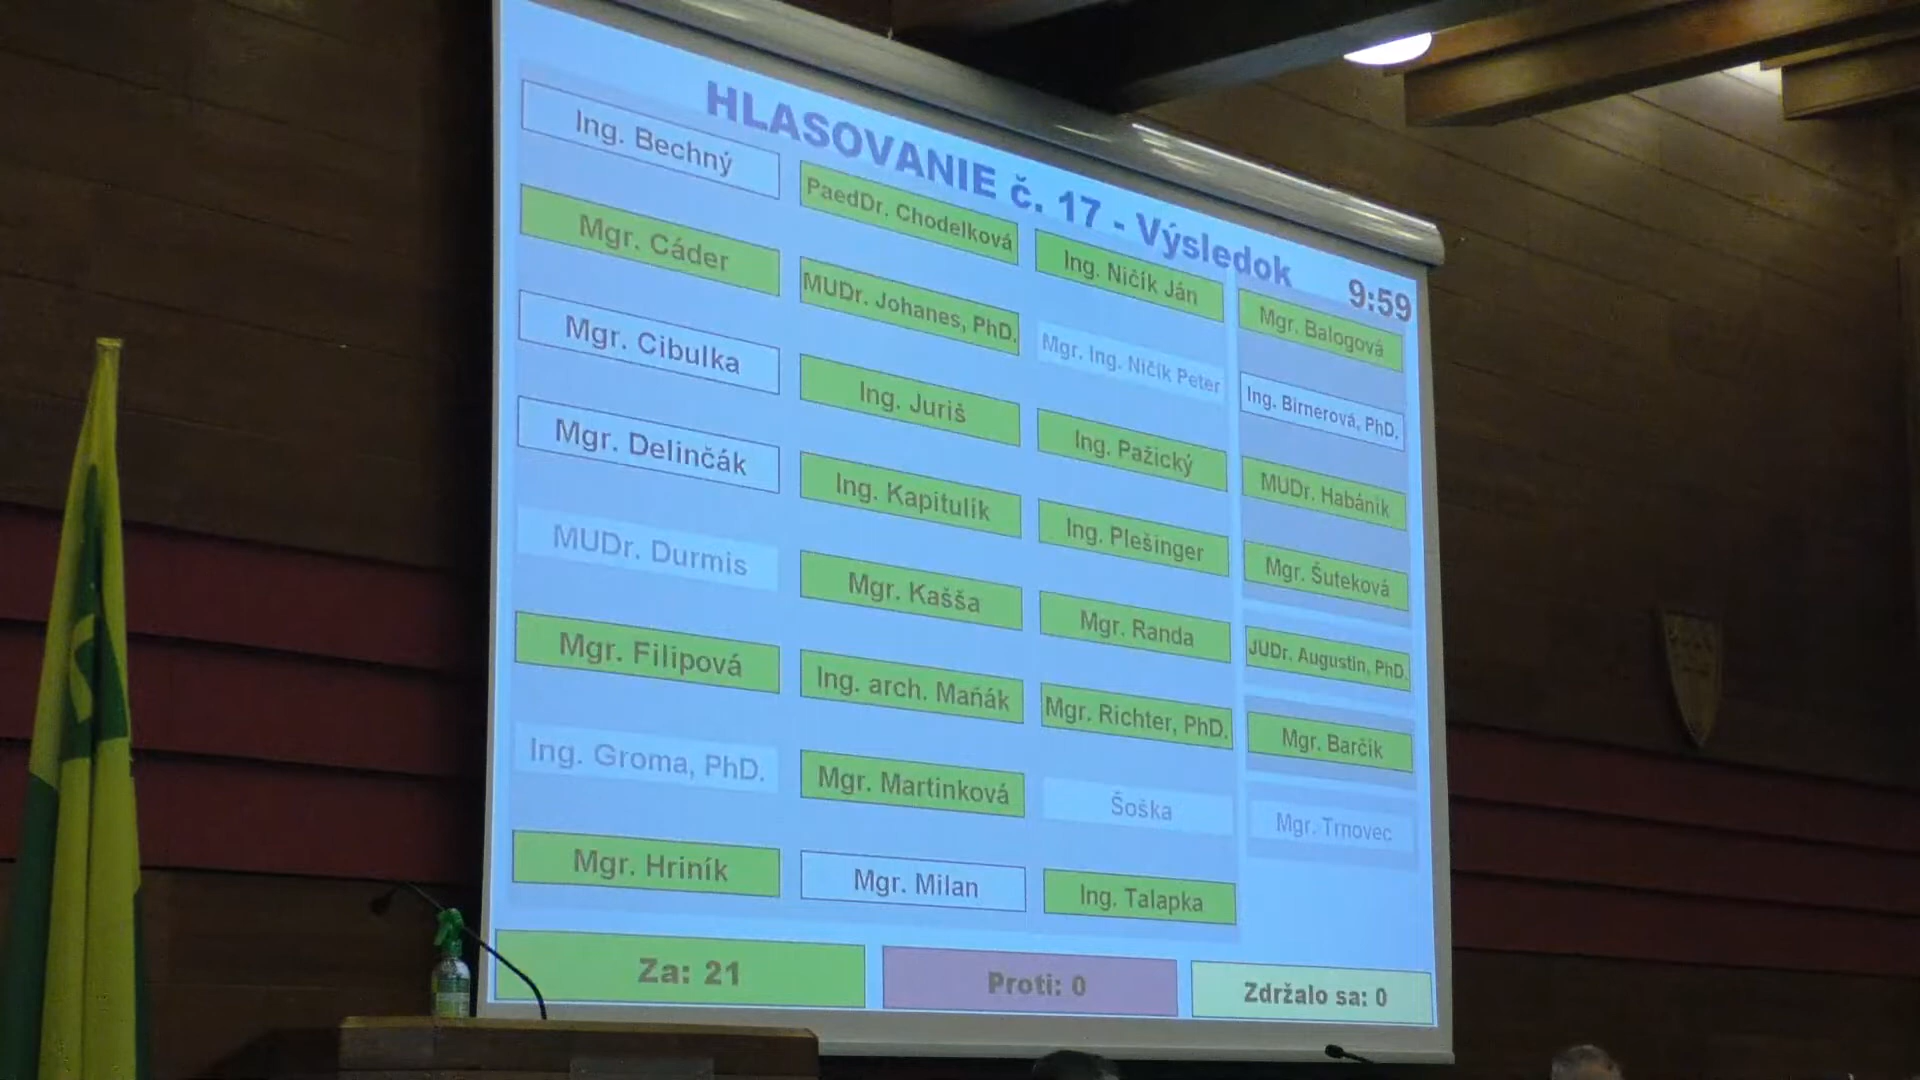 HLASOVANIE č. 17 - Výsledok
9:59
Ing. Bechný
Mgr. Cáder
Mgr. Cibulka
Mgr. Delinčák
MUDr. Durmis
Mgr. Filipová
Ing. Groma, PhD.
Mgr. Hriník
PaedDr. Chodelková
MUDr. Johanes, PhD.
Ing. Juriš
Ing. Kapitulík
Mgr. Kašša
Ing. arch. Maňák
Mgr. Martinková
Mgr. Milan
Ing. Ničík Ján
Mgr. Ing. Ničík Peter
Ing. Pažický
Ing. Plešinger
Mgr. Randa
Mgr. Richter, PhD.
Šoška
Ing. Talapka
Mgr. Balogová
Ing. Birnerová, PhD.
MUDr. Habánik
Mgr. Šuteková
JUDr. Augustín, PhD.
Mgr. Barčík
Mgr. Trnovec
Za: 21
Proti: 0
Zdržalo sa: 0